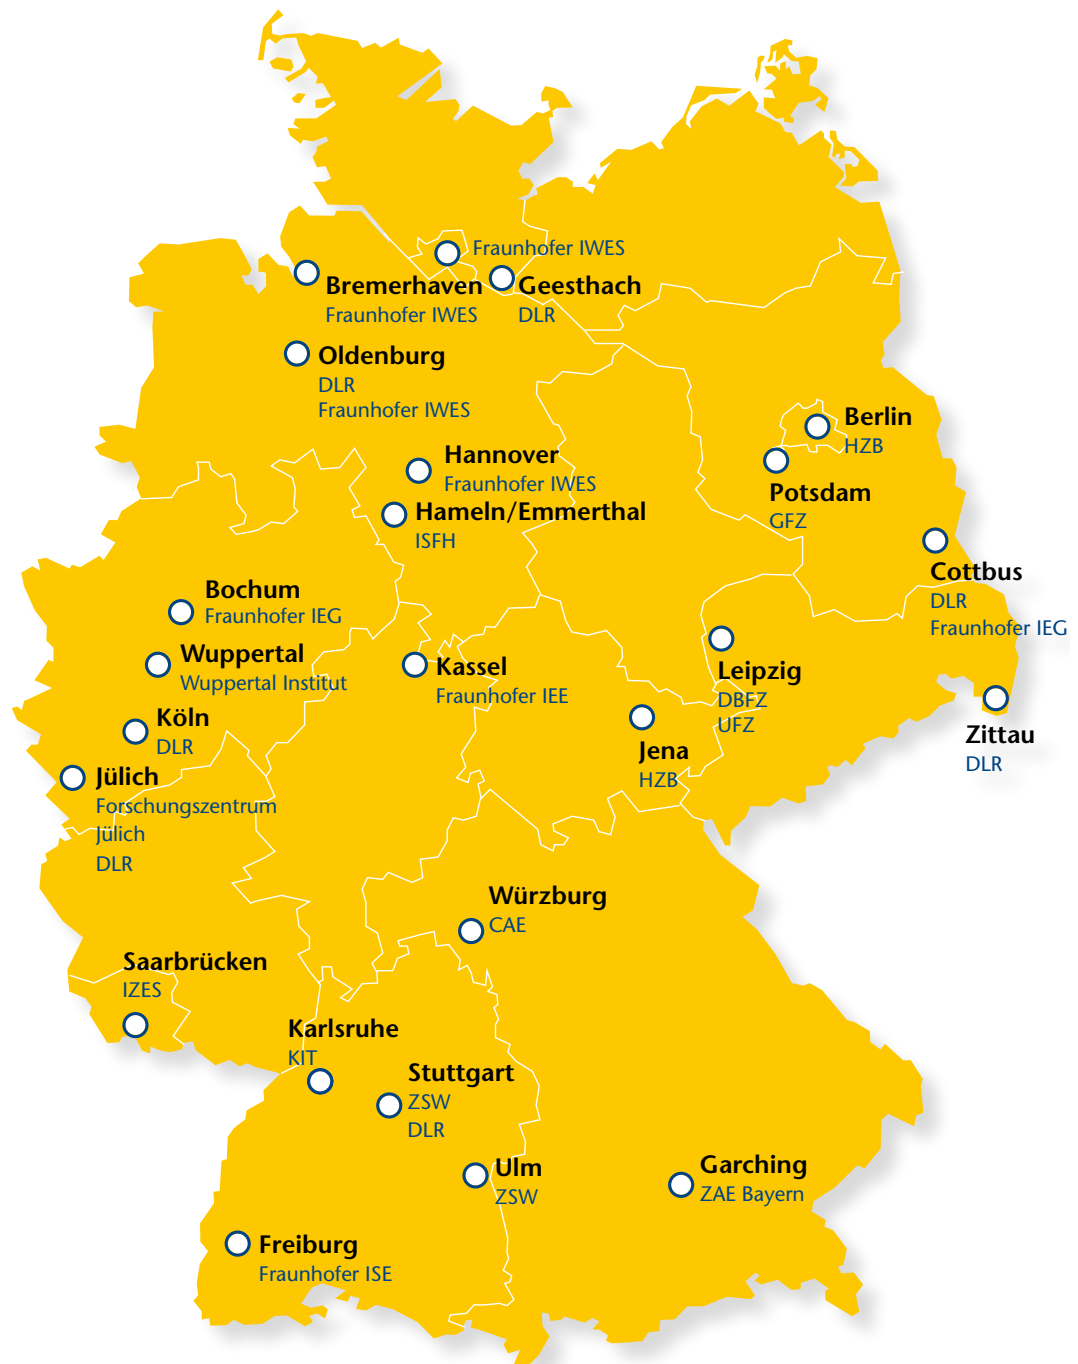 Fraunhofer IWES
Bremerhaven
Fraunhofer IWES
Geesthach
DLR
Oldenburg
DLR
Fraunhofer IWES
Berlin
HZB
Hannover
Fraunhofer IWES
Potsdam
GFZ
Hameln/Emmerthal
ISFH
Cottbus
DLR
Fraunhofer IEG
Bochum
Fraunhofer IEG
Wuppertal
Wuppertal Institut
Kassel
Fraunhofer IEE
Leipzig
DBFZ
UFZ
Köln
DLR
Zittau
DLR
Jena
HZB
Jülich
Forschungszentrum
Jülich
DLR
Würzburg
CAE
Saarbrücken
IZES
Karlsruhe
KIT
Stuttgart
ZSW
DLR
Ulm
ZSW
Garching
ZAE Bayern
Freiburg
Fraunhofer ISE